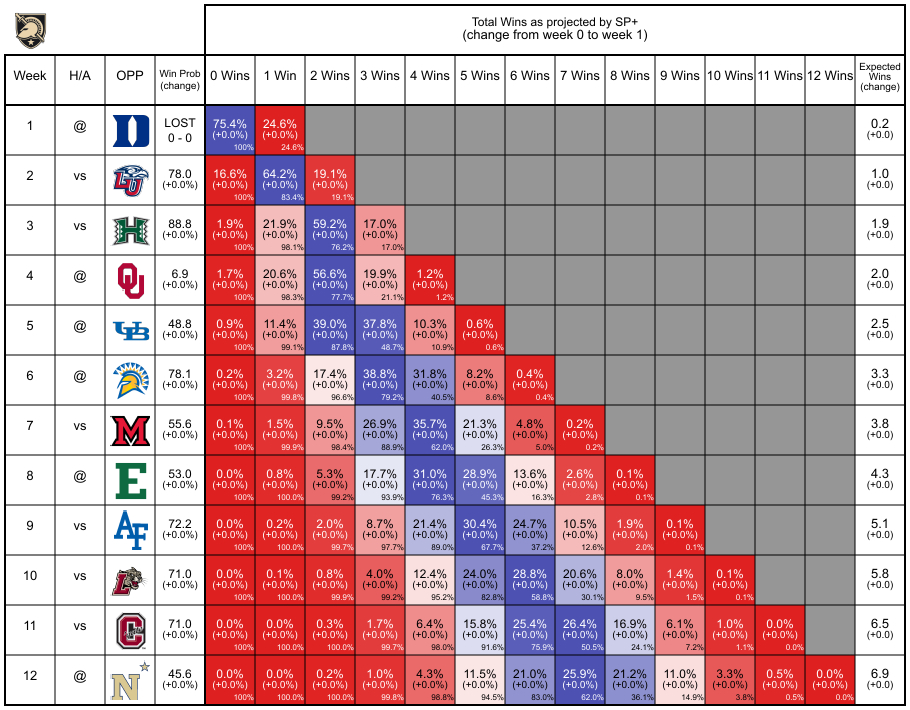 Total Wins as projected by SP+
(change from week 0 to week 1)
Week H/A OPP Win Prob (change) 0 Wins 1 Win 2 Wins 3 Wins 4 Wins 5 Wins 6 Wins 7 Wins 8 Wins 9 Wins 10 Wins 11 Wins 12 Wins Expected Wins (change)
1 @ D LOST 75.4% 24.6% 0.2
0 - 0 (+0.0%) (+0.0%) (+0.0)
100% 24.6%
2 vs LU 78.0 16.6% 64.2% 19.1% 1.0
(+0.0%) (+0.0%) (+0.0%) (+0.0%) (+0.0)
100% 83.4% 19.1%
3 vs H 88.8 1.9% 21.9% 59.2% 17.0% 1.9
(+0.0%) (+0.0%) (+0.0%) (+0.0%) (+0.0%) (+0.0)
100% 98.1% 76.2% 17.0%
4 @ OU 6.9 1.7% 20.6% 56.6% 19.9% 1.2% 2.0
(+0.0%) (+0.0%) (+0.0%) (+0.0%) (+0.0%) (+0.0%) (+0.0)
100% 98.3% 77.7% 21.1% 1.2%
5 @ UB 48.8 0.9% 11.4% 39.0% 37.8% 10.3% 0.6% 2.5
(+0.0%) (+0.0%) (+0.0%) (+0.0%) (+0.0%) (+0.0%) (+0.0%) (+0.0)
100% 99.1% 87.8% 48.7% 10.9% 0.6%
6 @ 78.1 0.2% 3.2% 17.4% 38.8% 31.8% 8.2% 0.4% 3.3
(+0.0%) (+0.0%) (+0.0%) (+0.0%) (+0.0%) (+0.0%) (+0.0%) (+0.0%) (+0.0)
100% 99.8% 96.6% 79.2% 40.5% 8.6% 0.4%
7 vs M 55.6 0.1% 1.5% 9.5% 26.9% 35.7% 21.3% 4.8% 0.2% 3.8
(+0.0%) (+0.0%) (+0.0%) (+0.0%) (+0.0%) (+0.0%) (+0.0%) (+0.0%) (+0.0%) (+0.0)
100% 99.9% 98.4% 88.9% 62.0% 26.3% 5.0% 0.2%
8 @ E 53.0 0.0% 0.8% 5.3% 17.7% 31.0% 28.9% 13.6% 2.6% 0.1% 4.3
(+0.0%) (+0.0%) (+0.0%) (+0.0%) (+0.0%) (+0.0%) (+0.0%) (+0.0%) (+0.0%) (+0.0%) (+0.0)
100% 100.0% 99.2% 93.9% 76.3% 45.3% 16.3% 2.8% 0.1%
9 vs AF 72.2 0.0% 0.2% 2.0% 8.7% 21.4% 30.4% 24.7% 10.5% 1.9% 0.1% 5.1
(+0.0%) (+0.0%) (+0.0%) (+0.0%) (+0.0%) (+0.0%) (+0.0%) (+0.0%) (+0.0%) (+0.0%) (+0.0%) (+0.0)
100% 100.0% 99.7% 97.7% 89.0% 67.7% 37.2% 12.6% 2.0% 0.1%
10 vs L 71.0 0.0% 0.1% 0.8% 4.0% 12.4% 24.0% 28.8% 20.6% 8.0% 1.4% 0.1% 5.8
(+0.0%) (+0.0%) (+0.0%) (+0.0%) (+0.0%) (+0.0%) (+0.0%) (+0.0%) (+0.0%) (+0.0%) (+0.0%) (+0.0%) (+0.0)
100% 100.0% 99.9% 99.2% 95.2% 82.8% 58.8% 30.1% 9.5% 1.5% 0.1%
11 vs C 71.0 0.0% 0.0% 0.3% 1.7% 6.4% 15.8% 25.4% 26.4% 16.9% 6.1% 1.0% 0.0% 6.5
(+0.0%) (+0.0%) (+0.0%) (+0.0%) (+0.0%) (+0.0%) (+0.0%) (+0.0%) (+0.0%) (+0.0%) (+0.0%) (+0.0%) (+0.0%) (+0.0)
100% 100.0% 100.0% 99.7% 98.0% 91.6% 75.9% 50.5% 24.1% 7.2% 1.1% 0.0%
12 @ N 45.6 0.0% 0.0% 0.2% 1.0% 4.3% 11.5% 21.0% 25.9% 21.2% 11.0% 3.3% 0.5% 0.0% 6.9
(+0.0%) (+0.0%) (+0.0%) (+0.0%) (+0.0%) (+0.0%) (+0.0%) (+0.0%) (+0.0%) (+0.0%) (+0.0%) (+0.0%) (+0.0%) (+0.0%) (+0.0)
100% 100.0% 100.0% 99.8% 98.8% 94.5% 83.0% 62.0% 36.1% 14.9% 3.8% 0.5% 0.0%